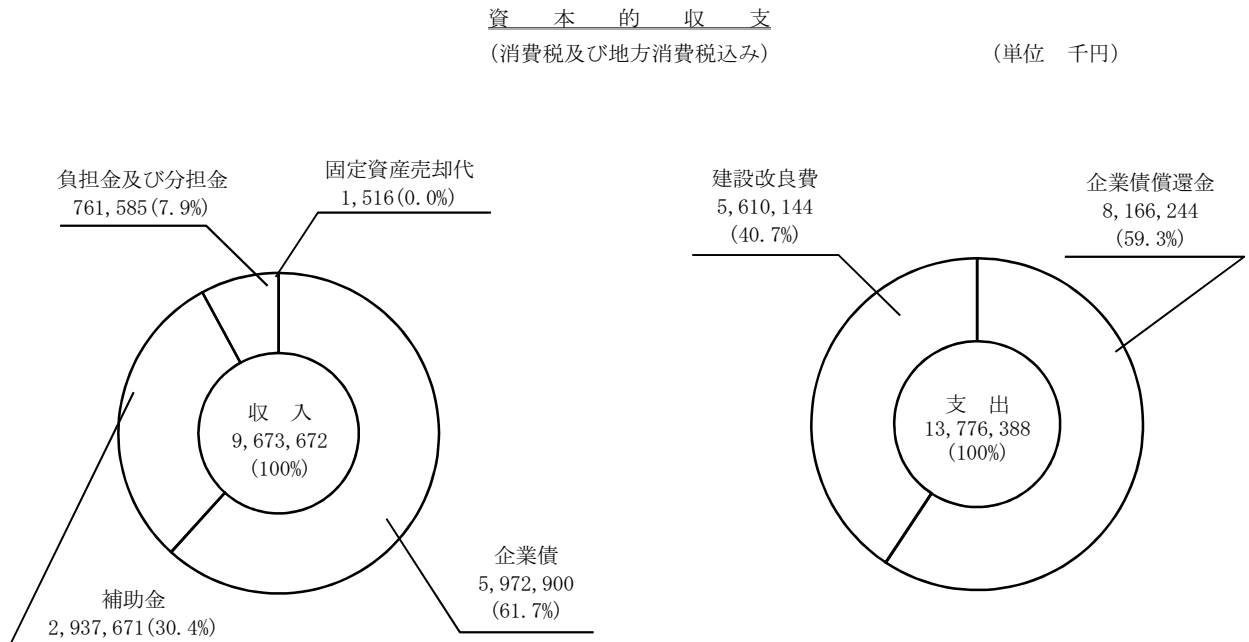 資本的収支
(消費税及び地方消費税込み)
(単位　千円)
負担金及び分担金
761,585(7.9%)
固定資産売却代
1,516(0.0%)
収　入
9,673,672
(100%)
補助金
2,937,671(30.4%)
企業債
5,972,900
(61.7%)
建設改良費
5,610,144
(40.7%)
企業債償還金
8,166,244
(59.3%)
支　出
13,776,388
(100%)